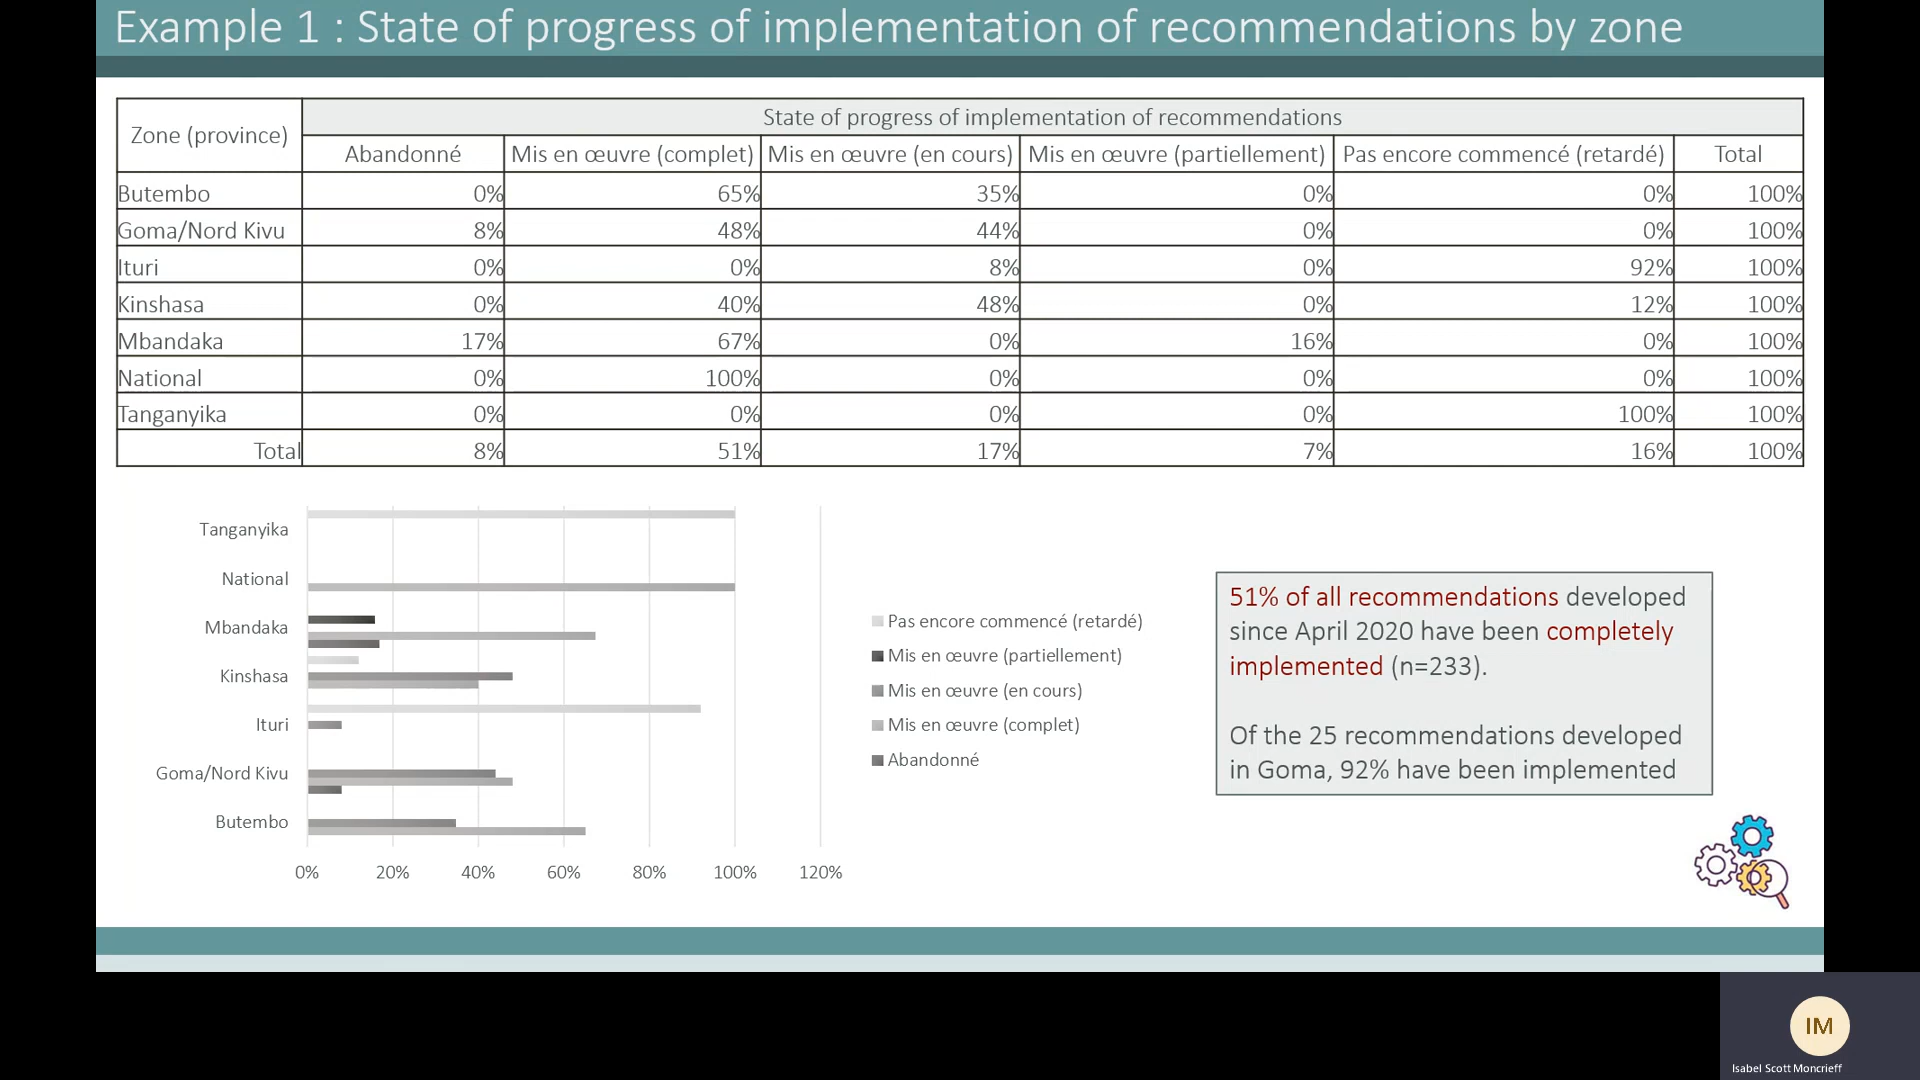 Example 1 : State of progress of implementation of recommendations by zone
Zone (province)
State of progress of implementation of recommendations
Abandonné Mis en œuvre (complet) Mis en œuvre (en cours) Mis en œuvre (partiellement) Pas encore commencé (retardé) Total
Butembo 0% 65% 35% 0% 0% 100%
Goma/Nord Kivu 8% 48% 44% 0% 0% 100%
Ituri 0% 0% 8% 0% 92% 100%
Kinshasa 0% 40% 48% 0% 12% 100%
Mbandaka 17% 67% 0% 16% 0% 100%
National 0% 100% 0% 0% 0% 100%
Tanganyika 0% 0% 0% 0% 100% 100%
Total 8% 51% 17% 7% 16% 100%
Tanganyika
National
Mbandaka
Kinshasa
Ituri
Goma/Nord Kivu
Butembo
0% 20% 40% 60% 80% 100% 120%
Pas encore commencé (retardé)
Mis en œuvre (partiellement)
Mis en œuvre (en cours)
Mis en œuvre (complet)
Abandonné
51% of all recommendations developed
since April 2020 have been completely
implemented (n=233).
Of the 25 recommendations developed
in Goma, 92% have been implemented
IM
Isabel Scott Moncrieff